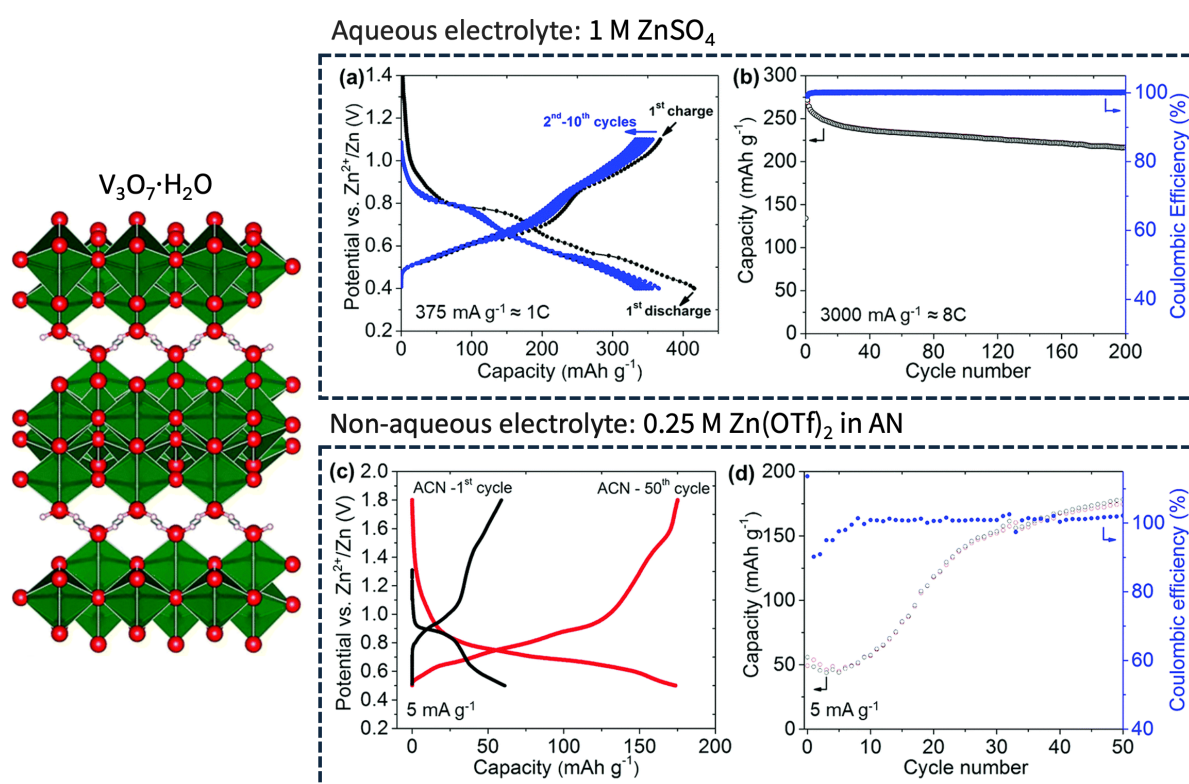 Aqueous electrolyte: 1 M ZnSO₄
V₃O₇·H₂O
(a)
1.4
1.2
1.0
0.8
0.6
0.4
0.2
Potential vs. Zn²⁺/Zn (V)
1ˢᵗ charge
2ⁿᵈ-10ᵗʰ cycles
1ˢᵗ discharge
375 mA g⁻¹ ≈ 1C
0 100 200 300 400
Capacity (mAh g⁻¹)
(b)
300
250
200
150
100
50
0
Capacity (mAh g⁻¹)
3000 mA g⁻¹ ≈ 8C
100
80
60
40
Coulombic Efficiency (%)
0 40 80 120 160 200
Cycle number
Non-aqueous electrolyte: 0.25 M Zn(OTf)₂ in AN
(c)
2.0
1.8
1.6
1.4
1.2
1.0
0.8
0.6
0.4
0.2
Potential vs. Zn²⁺/Zn (V)
ACN -1ˢᵗ cycle
ACN - 50ᵗʰ cycle
5 mA g⁻¹
0 50 100 150 200
Capacity (mAh g⁻¹)
(d)
200
150
100
50
0
Capacity (mAh g⁻¹)
5 mA g⁻¹
100
80
60
40
Coulombic efficiency (%)
0 10 20 30 40 50
Cycle number